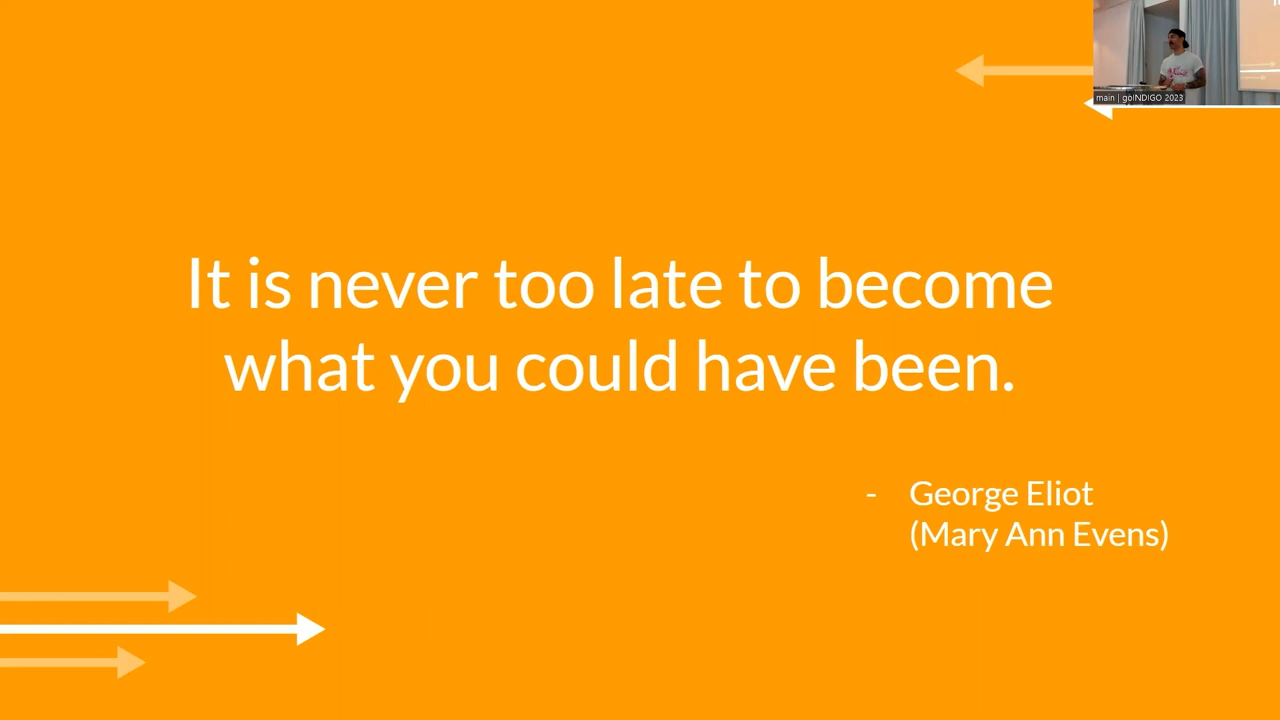 main | goINDIGO 2023
It is never too late to become
what you could have been.
- George Eliot
(Mary Ann Evens)